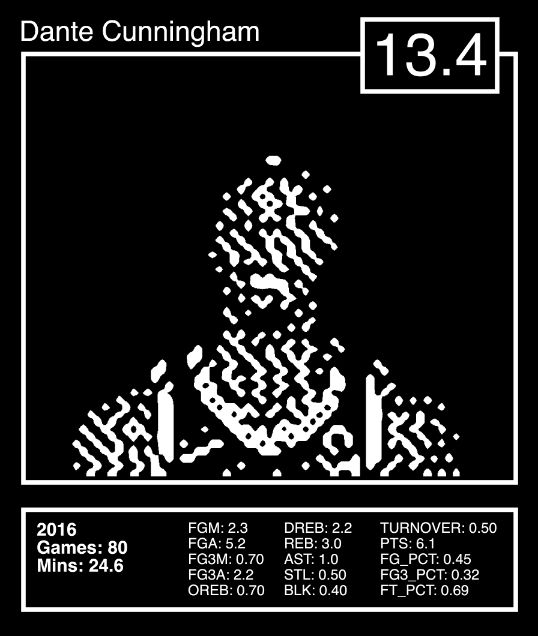 Dante Cunningham
13.4
2016
Games: 80
Mins: 24.6
FGM: 2.3
FGA: 5.2
FG3M: 0.70
FG3A: 2.2
OREB: 0.70
DREB: 2.2
REB: 3.0
AST: 1.0
STL: 0.50
BLK: 0.40
TURNOVER: 0.50
PTS: 6.1
FG_PCT: 0.45
FG3_PCT: 0.32
FT_PCT: 0.69